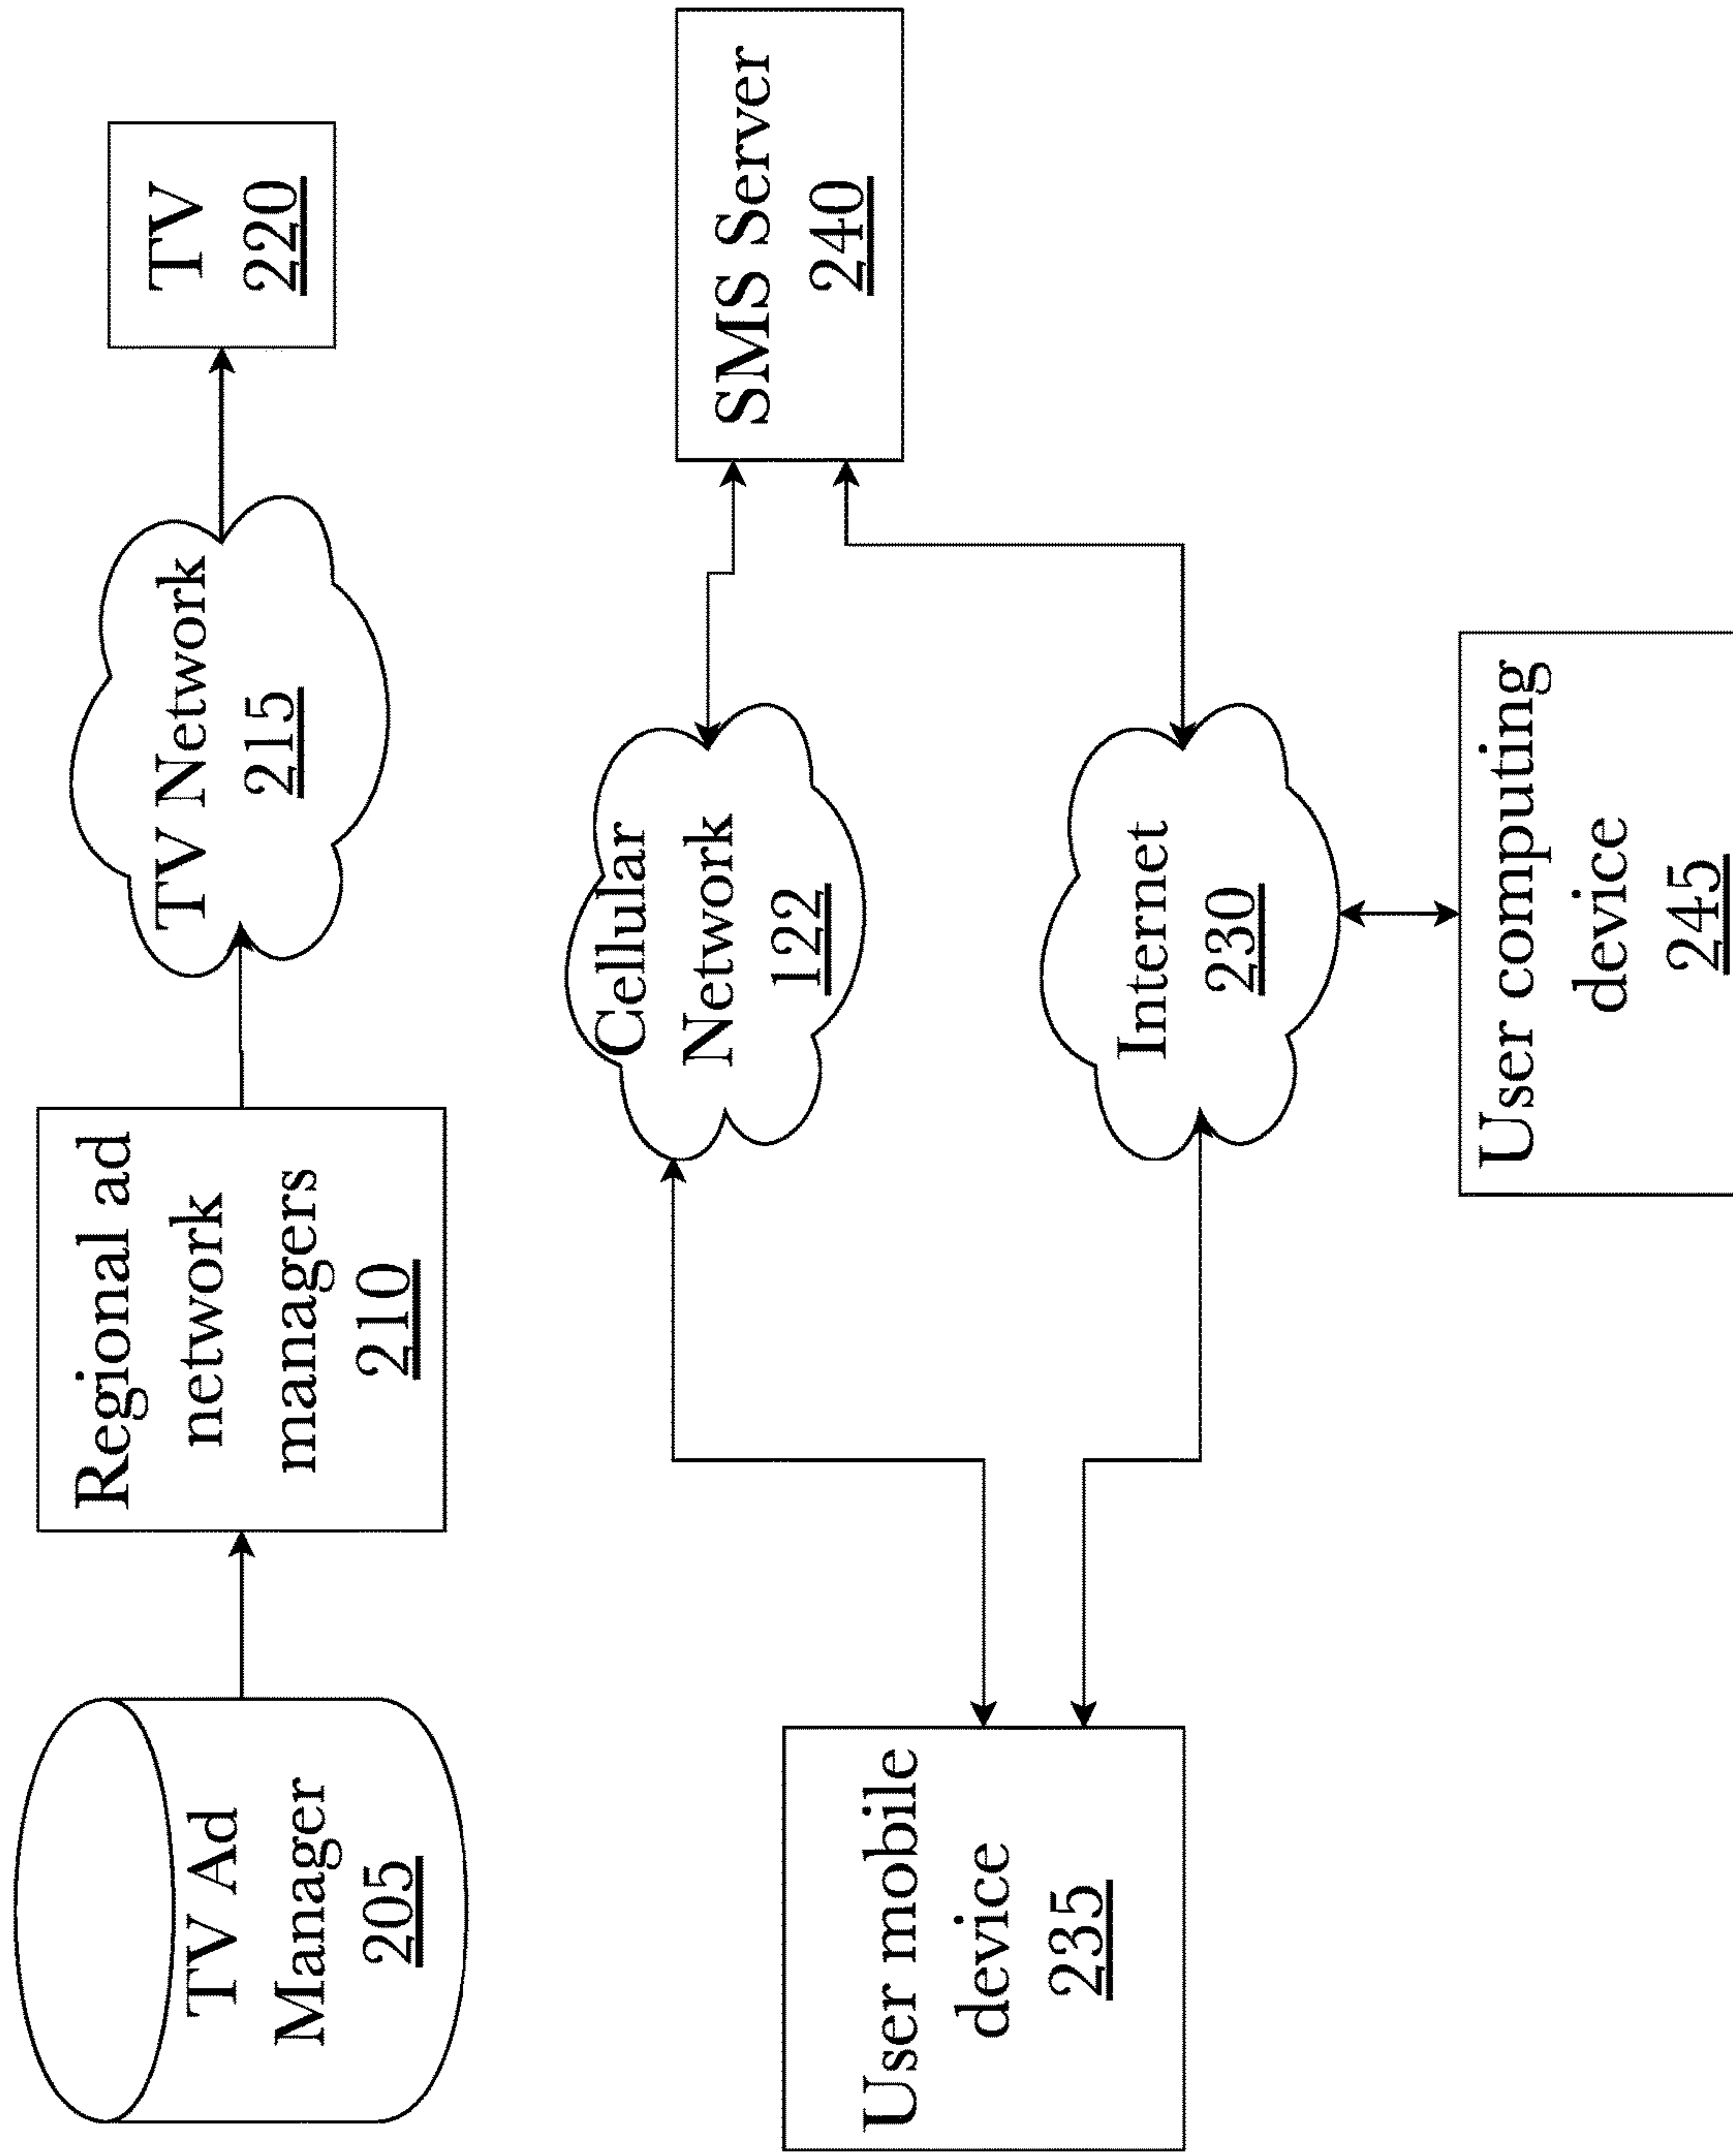 TV Ad
Manager
205
Regional ad
network
managers
210
TV Network
215
TV
220
User mobile
device
235
Cellular
Network
122
Internet
230
SMS Server
240
User computing
device
245